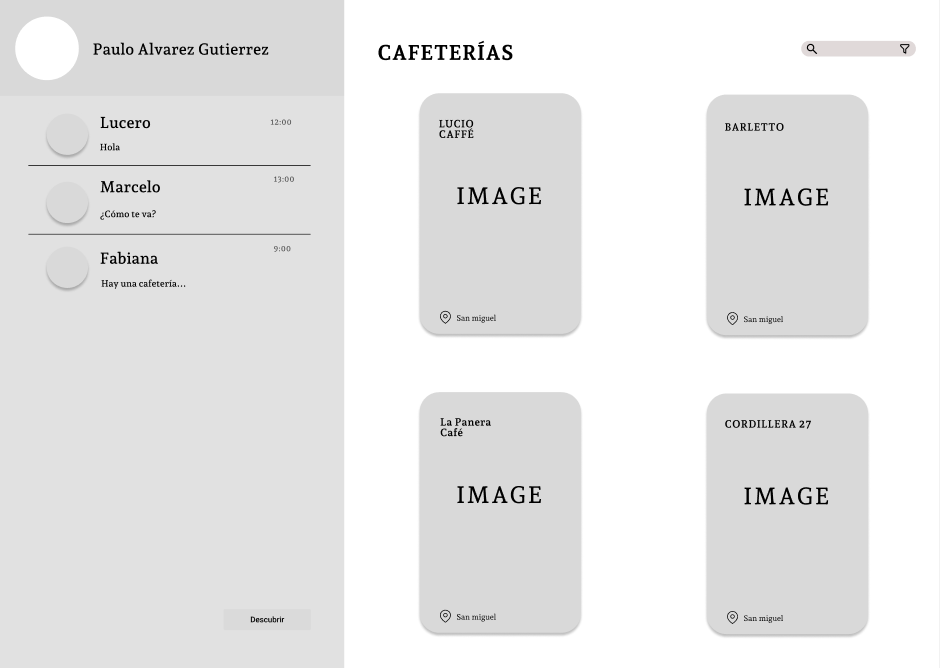 Paulo Alvarez Gutierrez
Lucero
12:00
Hola
Marcelo
13:00
¿Cómo te va?
Fabiana
9:00
Hay una cafetería...
Descubrir
CAFETERÍAS
LUCIO
CAFFÉ
IMAGE
San miguel
BARLETTO
IMAGE
San miguel
La Panera
Café
IMAGE
San miguel
CORDILLERA 27
IMAGE
San miguel